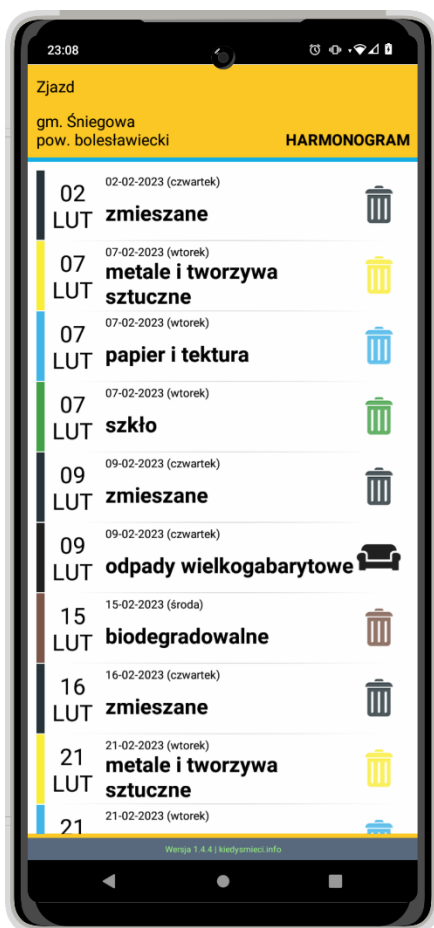 23:08
Zjazd
gm. Śniegowa
pow. bolesławiecki
HARMONOGRAM
02
LUT
02-02-2023 (czwartek)
zmieszane
07
LUT
07-02-2023 (wtorek)
metale i tworzywa
sztuczne
07
LUT
07-02-2023 (wtorek)
papier i tektura
07
LUT
07-02-2023 (wtorek)
szkło
09
LUT
09-02-2023 (czwartek)
zmieszane
09
LUT
09-02-2023 (czwartek)
odpady wielkogabarytowe
15
LUT
15-02-2023 (środa)
biodegradowalne
16
LUT
16-02-2023 (czwartek)
zmieszane
21
LUT
21-02-2023 (wtorek)
metale i tworzywa
sztuczne
21
21-02-2023 (wtorek)
Wersja 1.4.4 | kiedysmieci.info